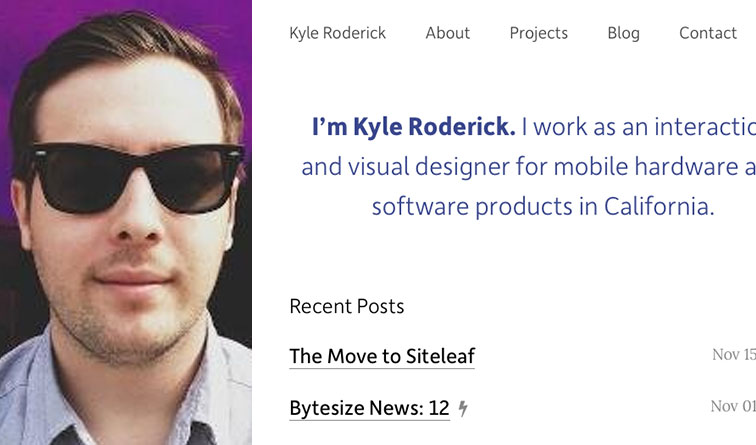 Kyle Roderick About Projects Blog Contact
I’m Kyle Roderick. I work as an
and visual designer for mobile hardware
software products in California.
Recent Posts
The Move to Siteleaf Nov 15
Bytesize News: 12 Nov 01